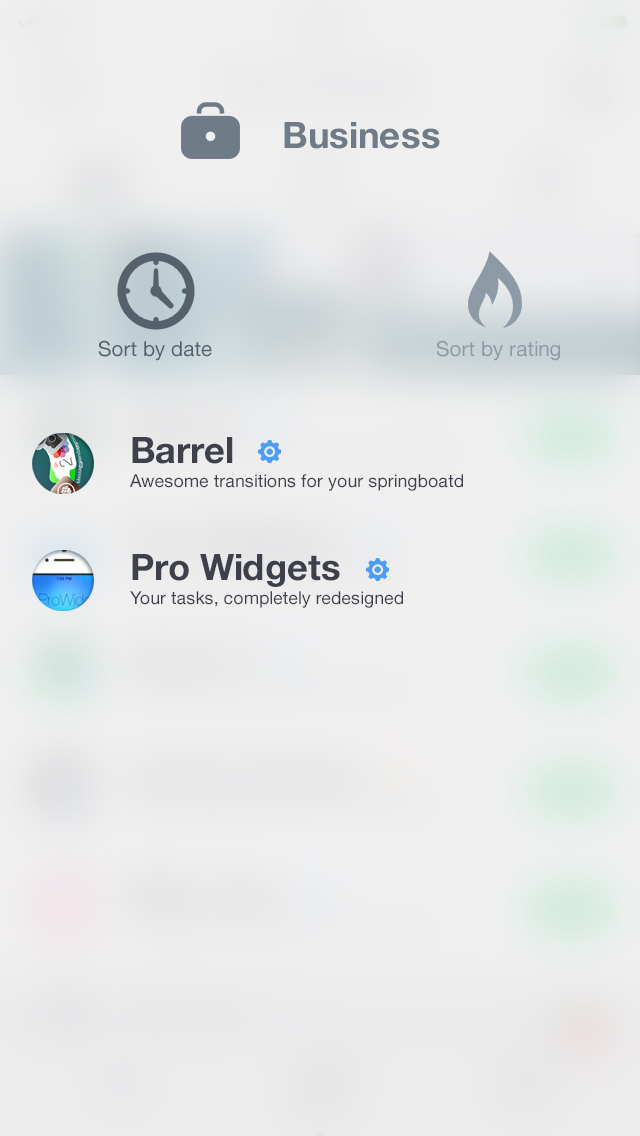 Business
Sort by date
Sort by rating
Barrel
Awesome transitions for your springboatd
Pro Widgets
Your tasks, completely redesigned